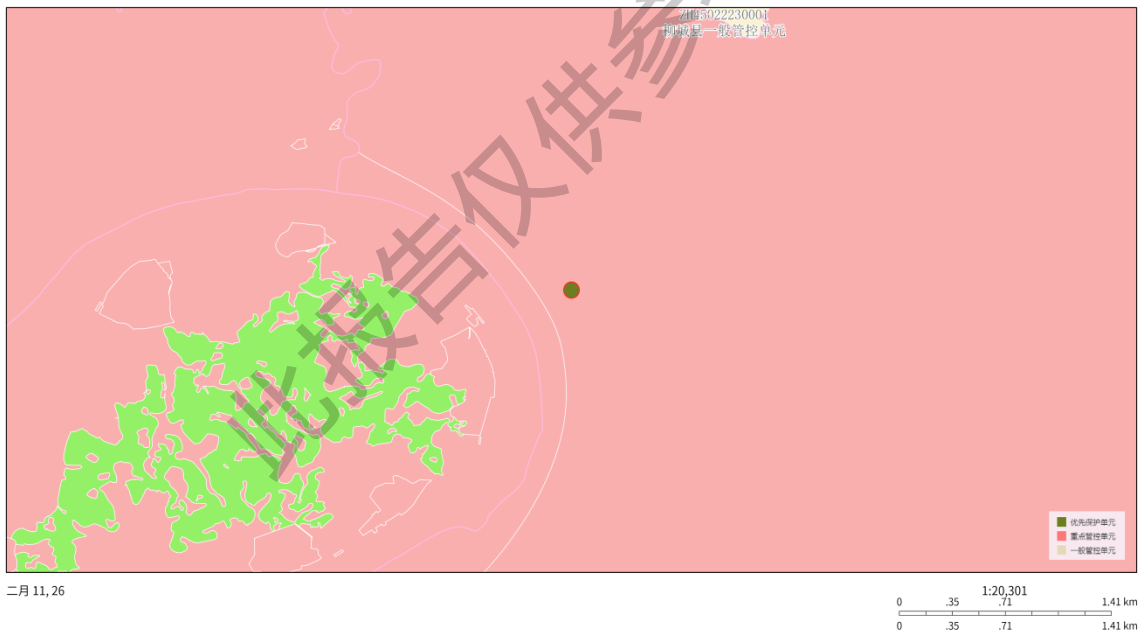 ZH45022230001
柳城县一般管控单元
此报告仅供参
优先保护单元
重点管控单元
一般管控单元
二月 11, 26
1:20,301
0 .35 .71 1.41 km
0 .35 .71 1.41 km